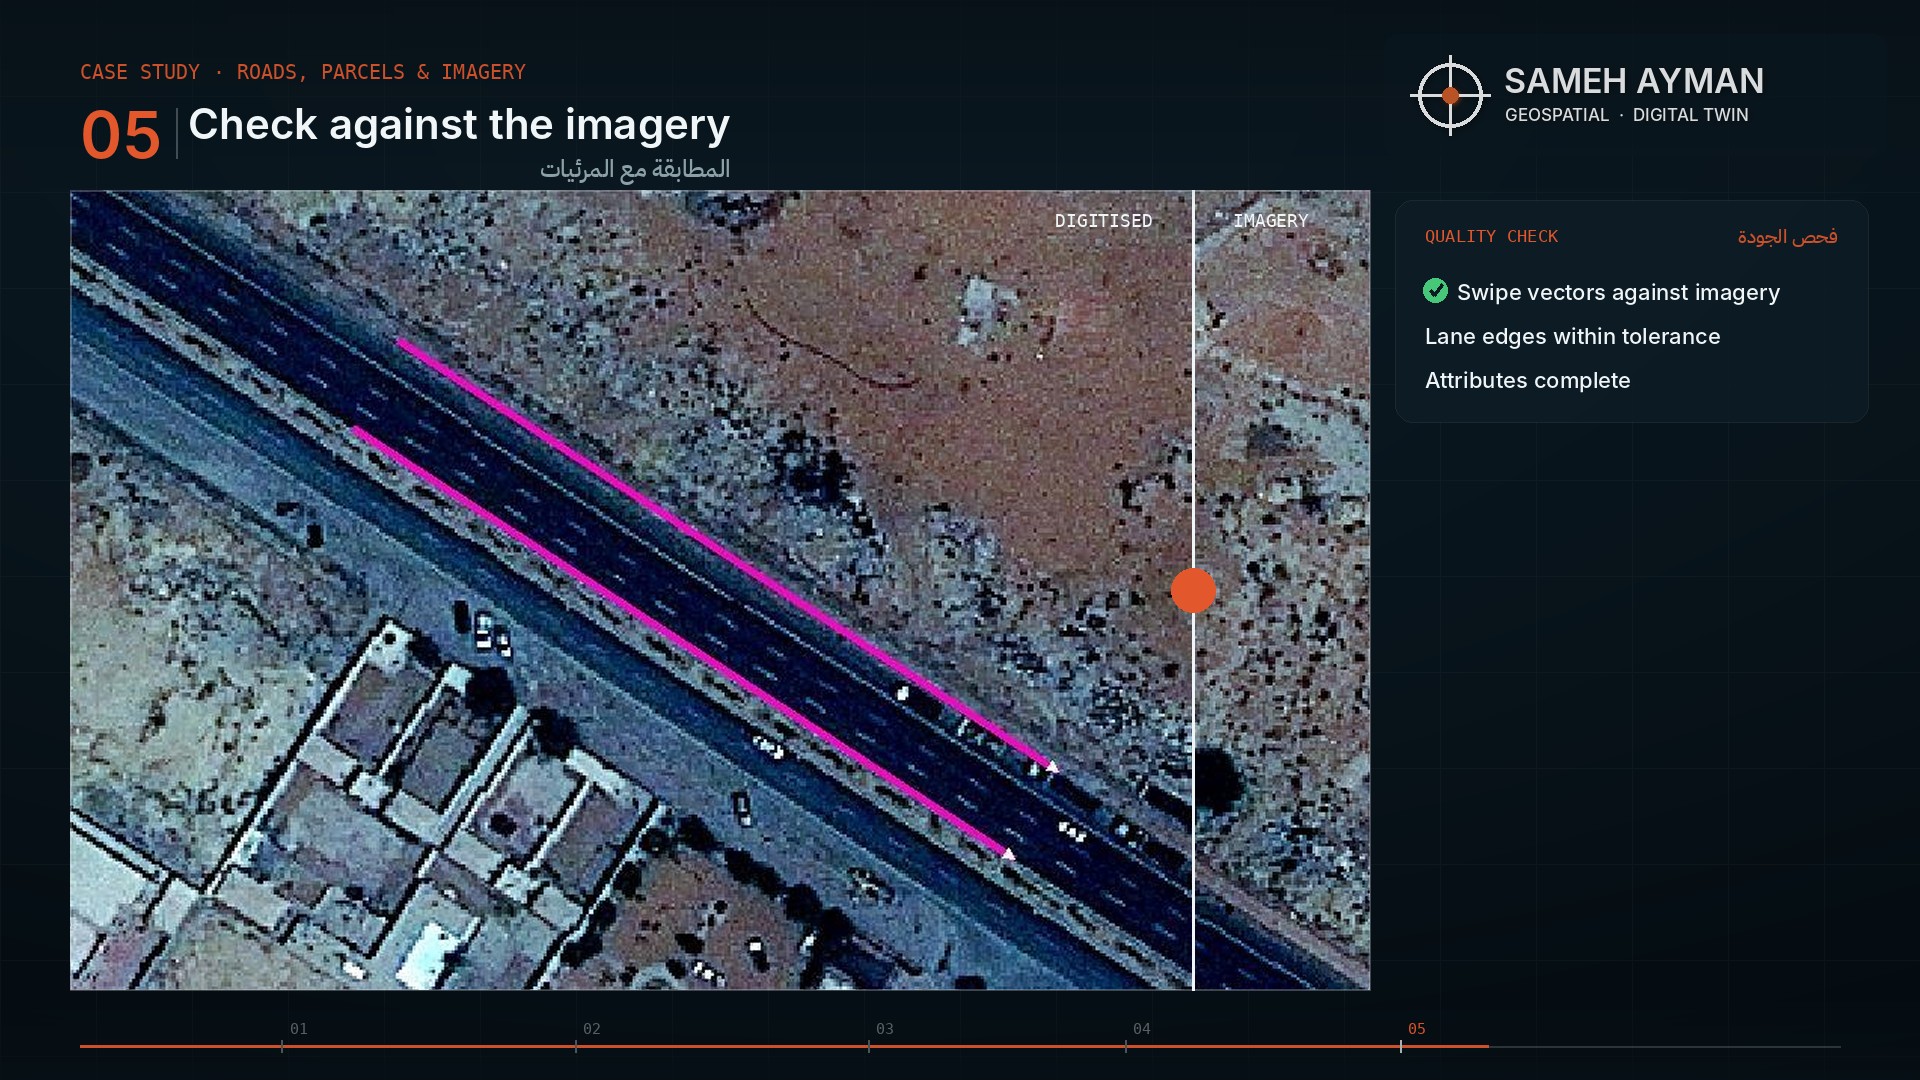 CASE STUDY · ROADS, PARCELS & IMAGERY
05 Check against the imagery
المطابقة مع المرئيات
SAMEH AYMAN
GEOSPATIAL · DIGITAL TWIN
DIGITISED
IMAGERY
QUALITY CHECK
فحص الجودة
Swipe vectors against imagery
Lane edges within tolerance
Attributes complete
01
02
03
04
05